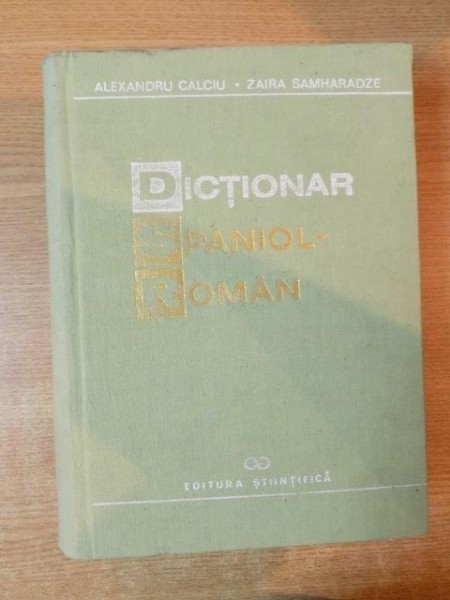 ALEXANDRU CALCIU • ZAIRA SAMHARADZE
DICȚIONAR
SPANIOL-
ROMÂN
EDITURA ȘTIINȚIFICĂ